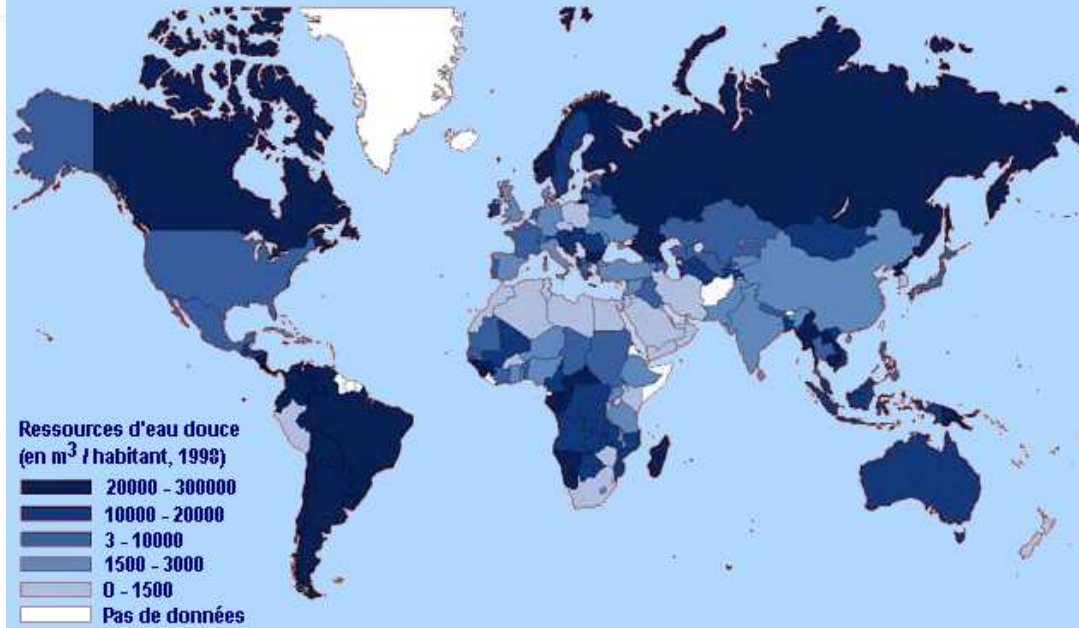 Ressources d'eau douce
(en m³ / habitant, 1998)
20000 - 300000
10000 - 20000
3 - 10000
1500 - 3000
0 - 1500
Pas de données